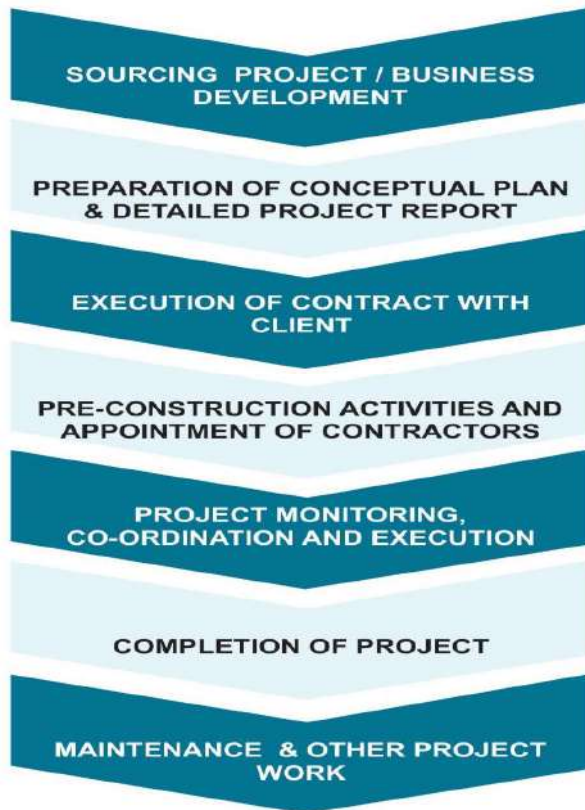 SOURCING PROJECT / BUSINESS
DEVELOPMENT
PREPARATION OF CONCEPTUAL PLAN
& DETAILED PROJECT REPORT
EXECUTION OF CONTRACT WITH
CLIENT
PRE-CONSTRUCTION ACTIVITIES AND
APPOINTMENT OF CONTRACTORS
PROJECT MONITORING,
CO-ORDINATION AND EXECUTION
COMPLETION OF PROJECT
MAINTENANCE & OTHER PROJECT
WORK